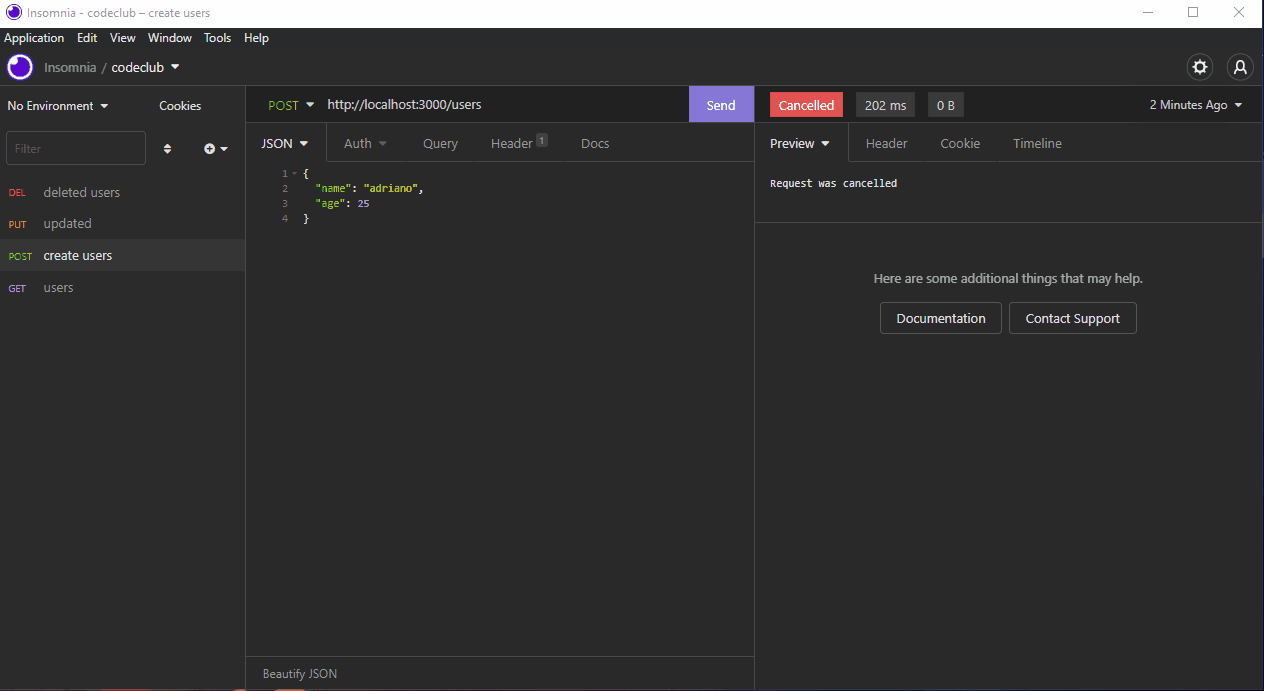 Insomnia - codeclub – create users
Application Edit View Window Tools Help
Insomnia / codeclub
No Environment Cookies
Filter
DEL deleted users
PUT updated
POST create users
GET users
POST http://localhost:3000/users Send
JSON Auth Query Header 1 Docs
1 {
2 "name": "adriano",
3 "age": 25
4 }
Beautify JSON
Cancelled 202 ms 0 B 2 Minutes Ago
Preview Header Cookie Timeline
Request was cancelled
Here are some additional things that may help.
Documentation Contact Support